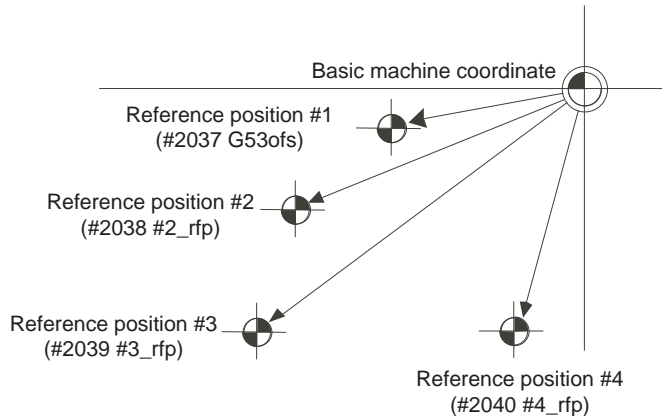 Basic machine coordinate
Reference position #1
(#2037 G53ofs)
Reference position #2
(#2038 #2_rfp)
Reference position #3
(#2039 #3_rfp)
Reference position #4
(#2040 #4_rfp)